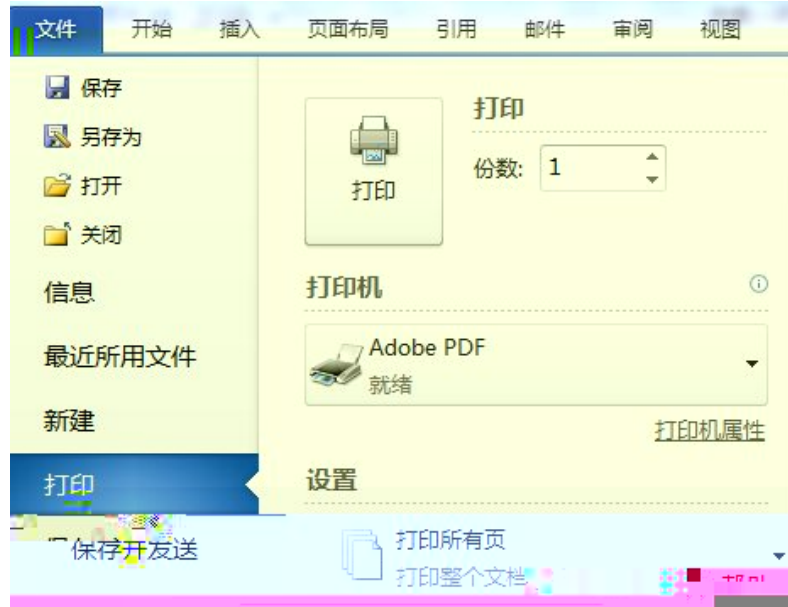 文件 开始 插入 页面布局 引用 邮件 审阅 视图
保存
另存为
打开
关闭
信息
最近所用文件
新建
打印
保存开发送
打印
打印
份数: 1
打印机
Adobe PDF
就绪
打印机属性
设置
打印所有页
打印整个文档